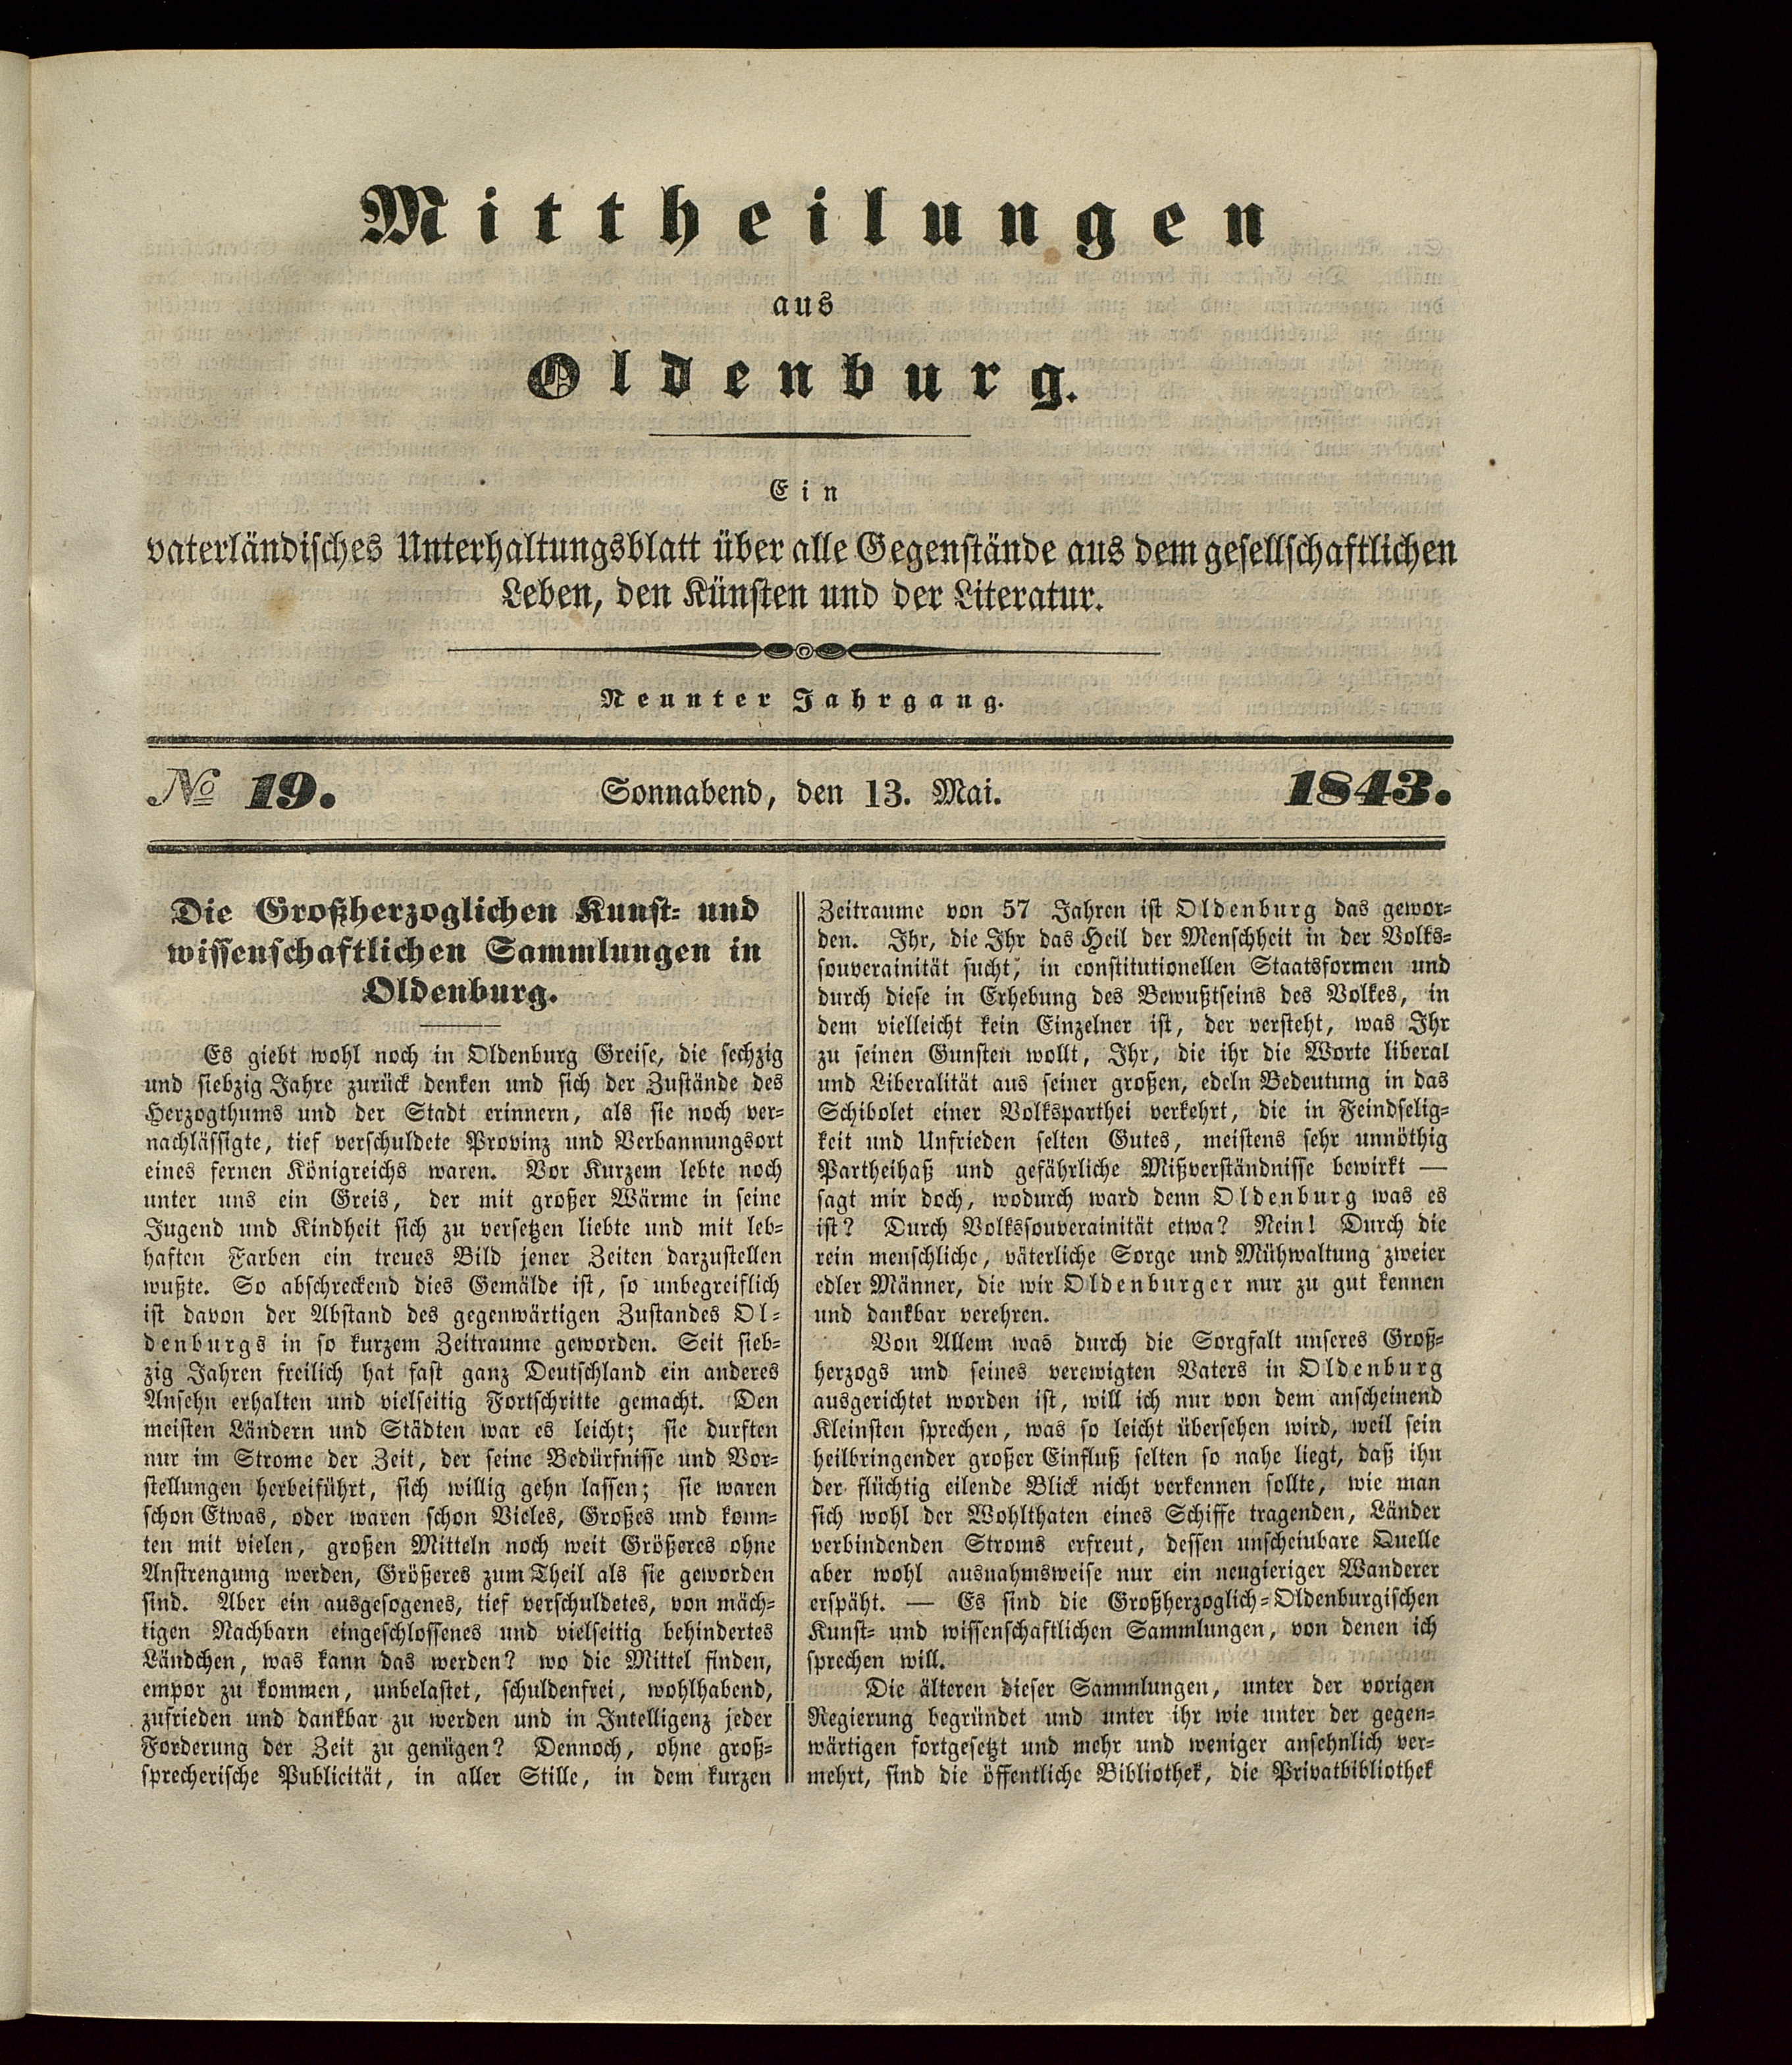 Mittheilungen
aus
Oldenburg.
Ein
vaterländisches Unterhaltungsblatt über alle Gegenstände aus dem gesellschaftlichen
Leben, den Künsten und der Literatur.
Neunter Jahrgang.
№ 19. Sonnabend, den 13. Mai. 1843.
Die Großherzoglichen Kunst- und
wissenschaftlichen Sammlungen in
Oldenburg.
Es giebt wohl noch in Oldenburg Greise, die sechzig
und siebzig Jahre zurück denken und sich der Zustände des
Herzogthums und der Stadt erinnern, als sie noch ver-
nachlässigte, tief verschuldete Provinz und Verbannungsort
eines fernen Königreichs waren. Vor Kurzem lebte noch
unter uns ein Greis, der mit großer Wärme in seine
Jugend und Kindheit sich zu versetzen liebte und mit leb-
haften Farben ein treues Bild jener Zeiten darzustellen
wußte. So abschreckend dies Gemälde ist, so unbegreiflich
ist davon der Abstand des gegenwärtigen Zustandes Ol-
denburgs in so kurzem Zeitraume geworden. Seit sieb-
zig Jahren freilich hat fast ganz Deutschland ein anderes
Ansehn erhalten und vielseitig Fortschritte gemacht. Den
meisten Ländern und Städten war es leicht; sie durften
nur im Strome der Zeit, der seine Bedürfnisse und Vor-
stellungen herbeiführt, sich willig gehn lassen; sie waren
schon Etwas, oder waren schon Vieles, Großes und konn-
ten mit vielen, großen Mitteln noch weit Größeres ohne
Anstrengung werden, Größeres zum Theil als sie geworden
sind. Aber ein ausgesogenes, tief verschuldetes, von mäch-
tigen Nachbarn eingeschlossenes und vielseitig behindertes
Ländchen, was kann das werden? wo die Mittel finden,
empor zu kommen, unbelastet, schuldenfrei, wohlhabend,
zufrieden und dankbar zu werden und in Intelligenz jeder
Forderung der Zeit zu genügen? Dennoch, ohne groß-
sprecherische Publicität, in aller Stille, in dem kurzen
Zeitraume von 57 Jahren ist Oldenburg das gewor-
den. Ihr, die Ihr das Heil der Menschheit in der Volks-
souverainität sucht, in constitutionellen Staatsformen und
durch diese in Erhebung des Bewußtseins des Volkes, in
dem vielleicht kein Einzelner ist, der versteht, was Ihr
zu seinen Gunsten wollt, Ihr, die ihr die Worte liberal
und Liberalität aus seiner großen, edeln Bedeutung in das
Schibolet einer Volksparthei verkehrt, die in Feindselig-
keit und Unfrieden selten Gutes, meistens sehr unnöthig
Partheihaß und gefährliche Mißverständnisse bewirkt —
sagt mir doch, wodurch ward denn Oldenburg was es
ist? Durch Volkssouverainität etwa? Nein! Durch die
rein menschliche, väterliche Sorge und Mühwaltung zweier
edler Männer, die wir Oldenburger nur zu gut kennen
und dankbar verehren.
Von Allem was durch die Sorgfalt unseres Groß-
herzogs und seines verewigten Vaters in Oldenburg
ausgerichtet worden ist, will ich nur von dem anscheinend
Kleinsten sprechen, was so leicht übersehen wird, weil sein
heilbringender großer Einfluß selten so nahe liegt, daß ihn
der flüchtig eilende Blick nicht verkennen sollte, wie man
sich wohl der Wohlthaten eines Schiffe tragenden, Länder
verbindenden Stroms erfreut, dessen unscheinbare Quelle
aber wohl ausnahmsweise nur ein neugieriger Wanderer
erspäht. — Es sind die Großherzoglich-Oldenburgischen
Kunst- und wissenschaftlichen Sammlungen, von denen ich
sprechen will.
Die älteren dieser Sammlungen, unter der vorigen
Regierung begründet und unter ihr wie unter der gegen-
wärtigen fortgesetzt und mehr und weniger ansehnlich ver-
mehrt, sind die öffentliche Bibliothek, die Privatbibliothek